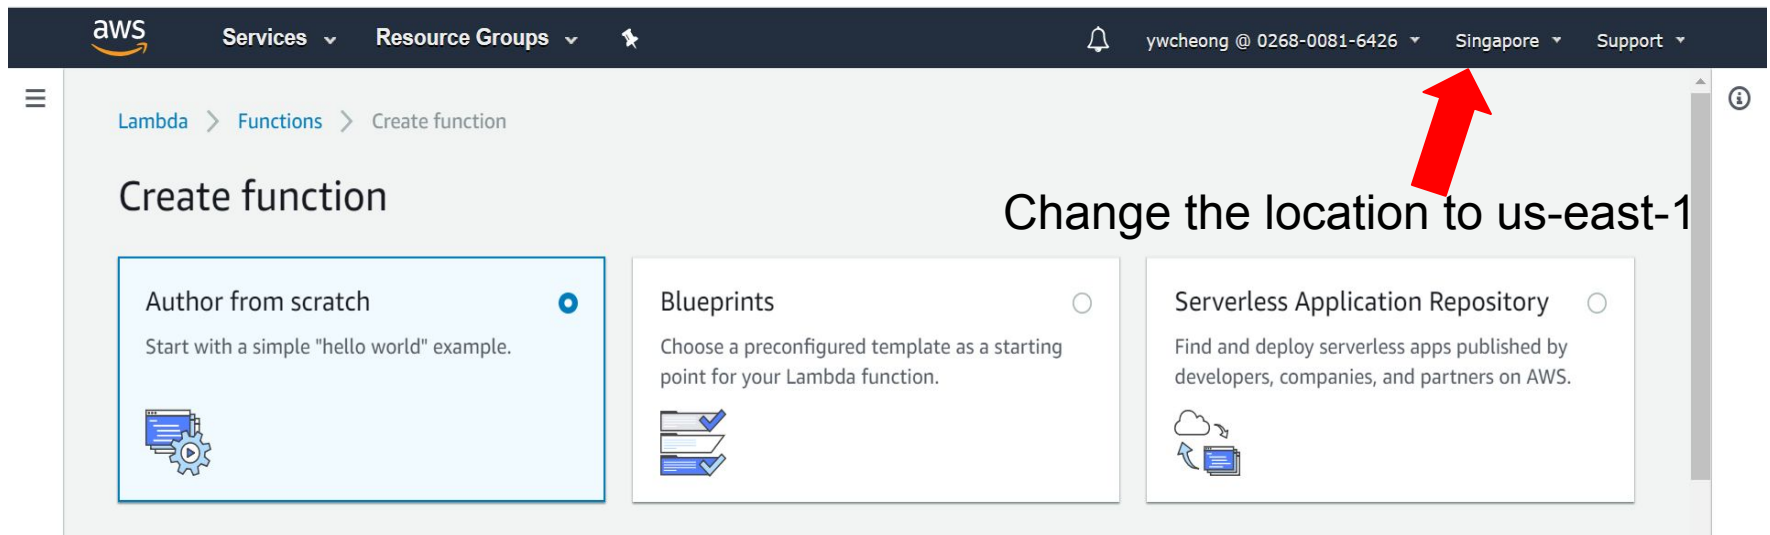 aws Services Resource Groups ywcheong @ 0268-0081-6426 Singapore Support
Lambda Functions Create function
Create function
Change the location to us-east-1
Author from scratch
Start with a simple "hello world" example.
Blueprints
Choose a preconfigured template as a starting
point for your Lambda function.
Serverless Application Repository
Find and deploy serverless apps published by
developers, companies, and partners on AWS.